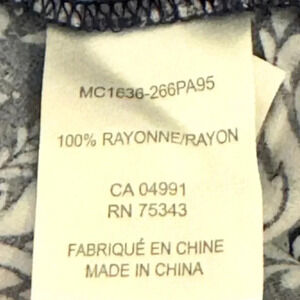 MC1636-266PA95
100% RAYONNE/RAYON
CA 04991
RN 75343
FABRIQUÉ EN CHINE
MADE IN CHINA